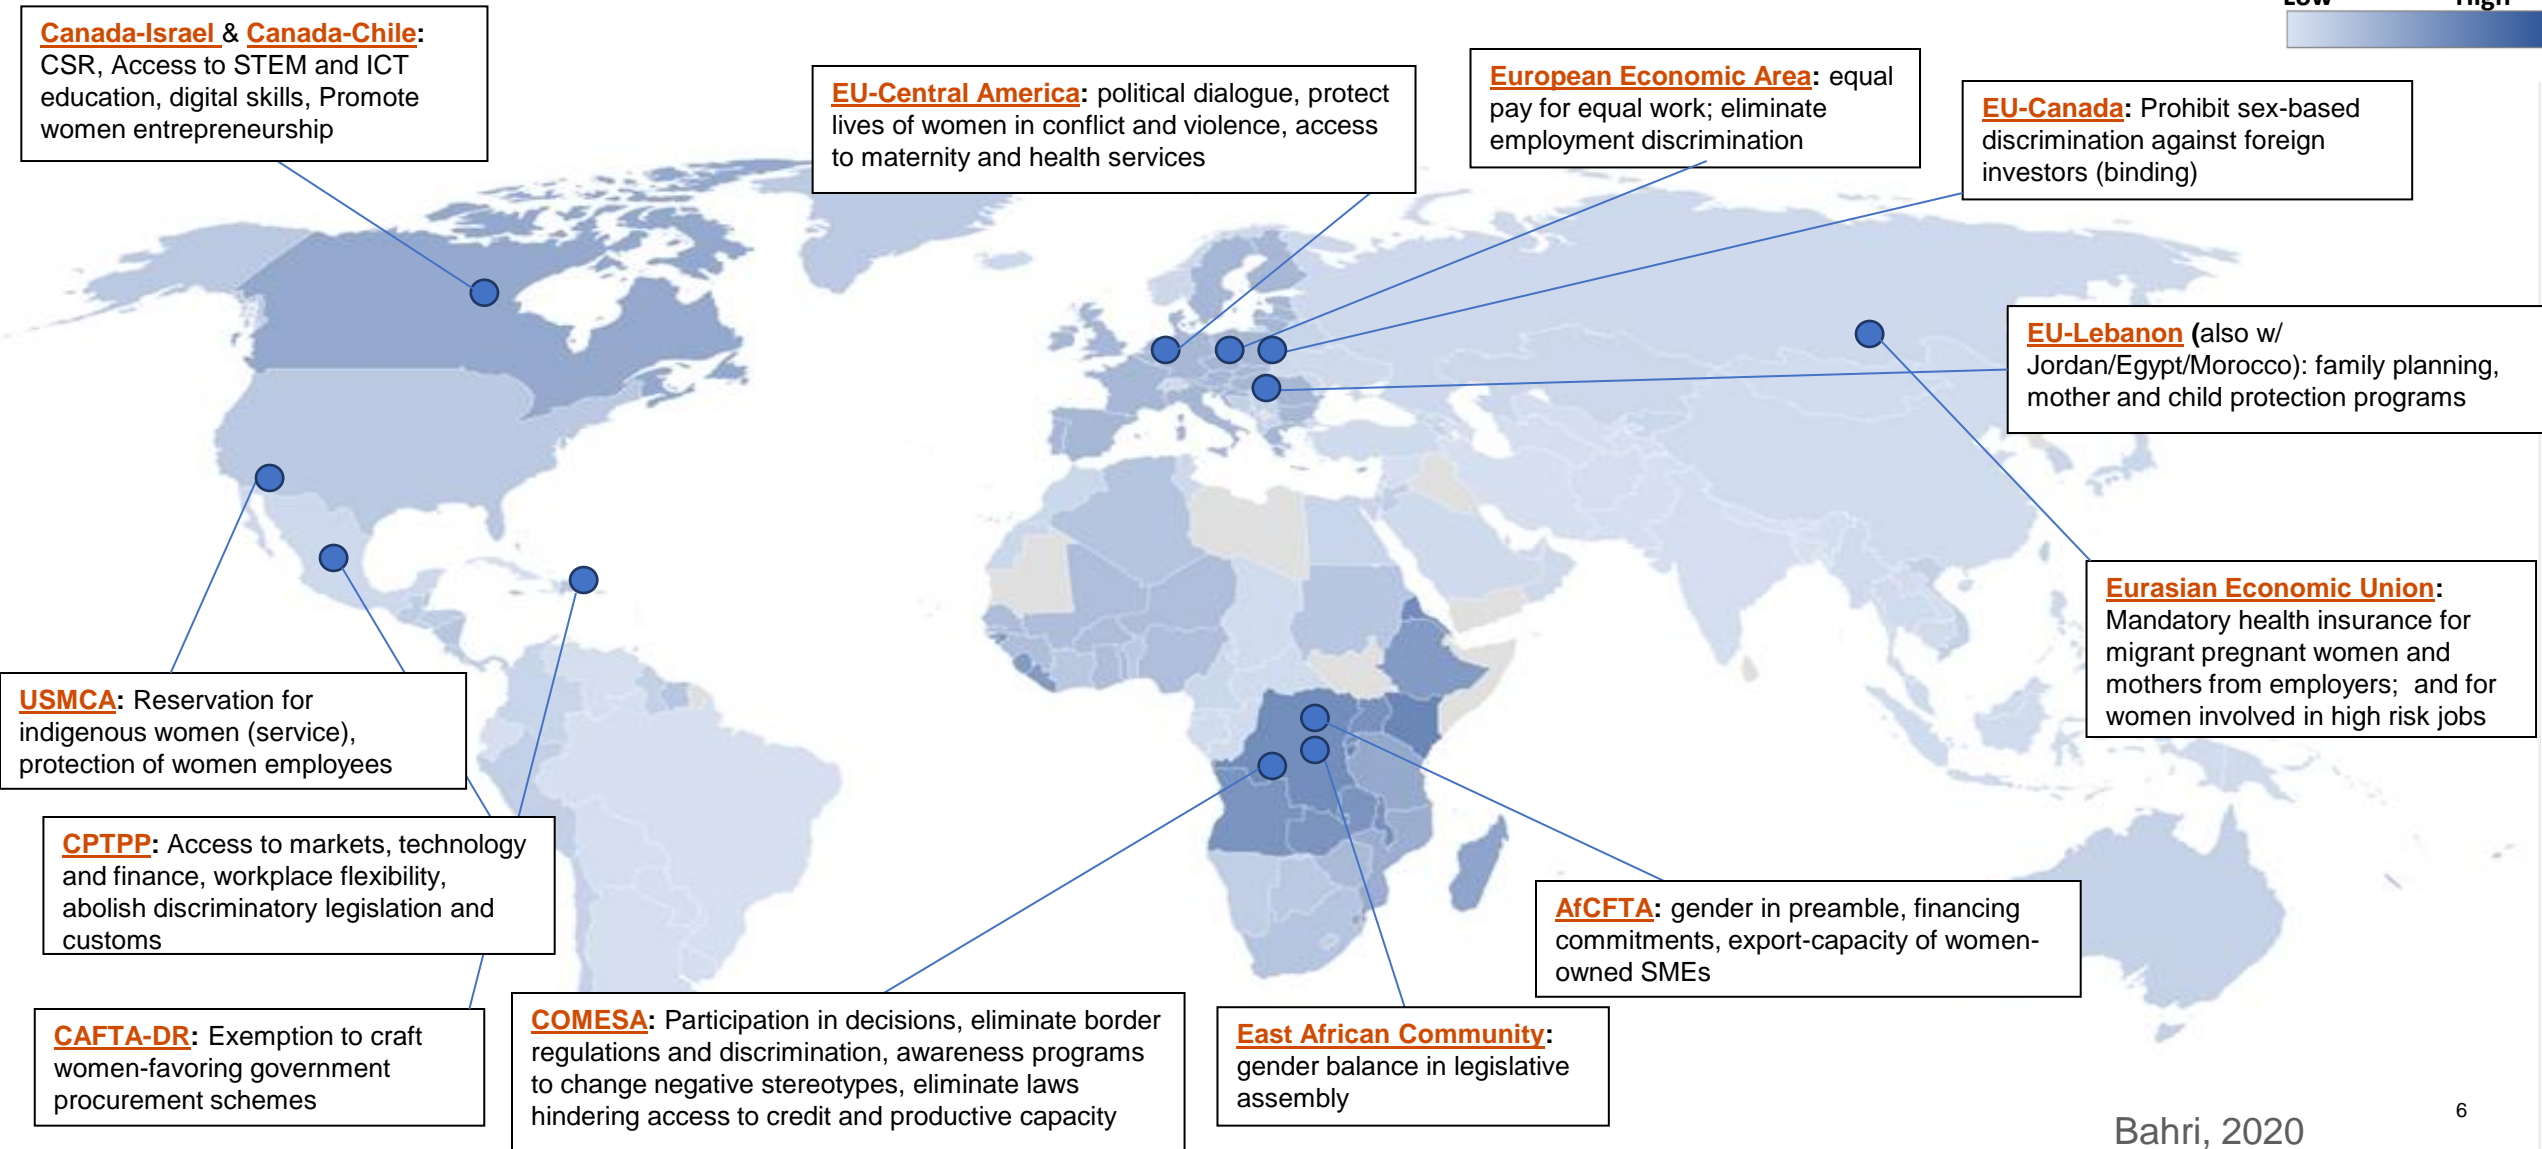 Low High
Canada-Israel & Canada-Chile:
CSR, Access to STEM and ICT
education, digital skills, Promote
women entrepreneurship
EU-Central America: political dialogue, protect
lives of women in conflict and violence, access
to maternity and health services
European Economic Area: equal
pay for equal work; eliminate
employment discrimination
EU-Canada: Prohibit sex-based
discrimination against foreign
investors (binding)
EU-Lebanon (also w/
Jordan/Egypt/Morocco): family planning,
mother and child protection programs
Eurasian Economic Union:
Mandatory health insurance for
migrant pregnant women and
mothers from employers; and for
women involved in high risk jobs
USMCA: Reservation for
indigenous women (service),
protection of women employees
CPTPP: Access to markets, technology
and finance, workplace flexibility,
abolish discriminatory legislation and
customs
AfCFTA: gender in preamble, financing
commitments, export-capacity of women-
owned SMEs
CAFTA-DR: Exemption to craft
women-favoring government
procurement schemes
COMESA: Participation in decisions, eliminate border
regulations and discrimination, awareness programs
to change negative stereotypes, eliminate laws
hindering access to credit and productive capacity
East African Community:
gender balance in legislative
assembly
Bahri, 2020
6